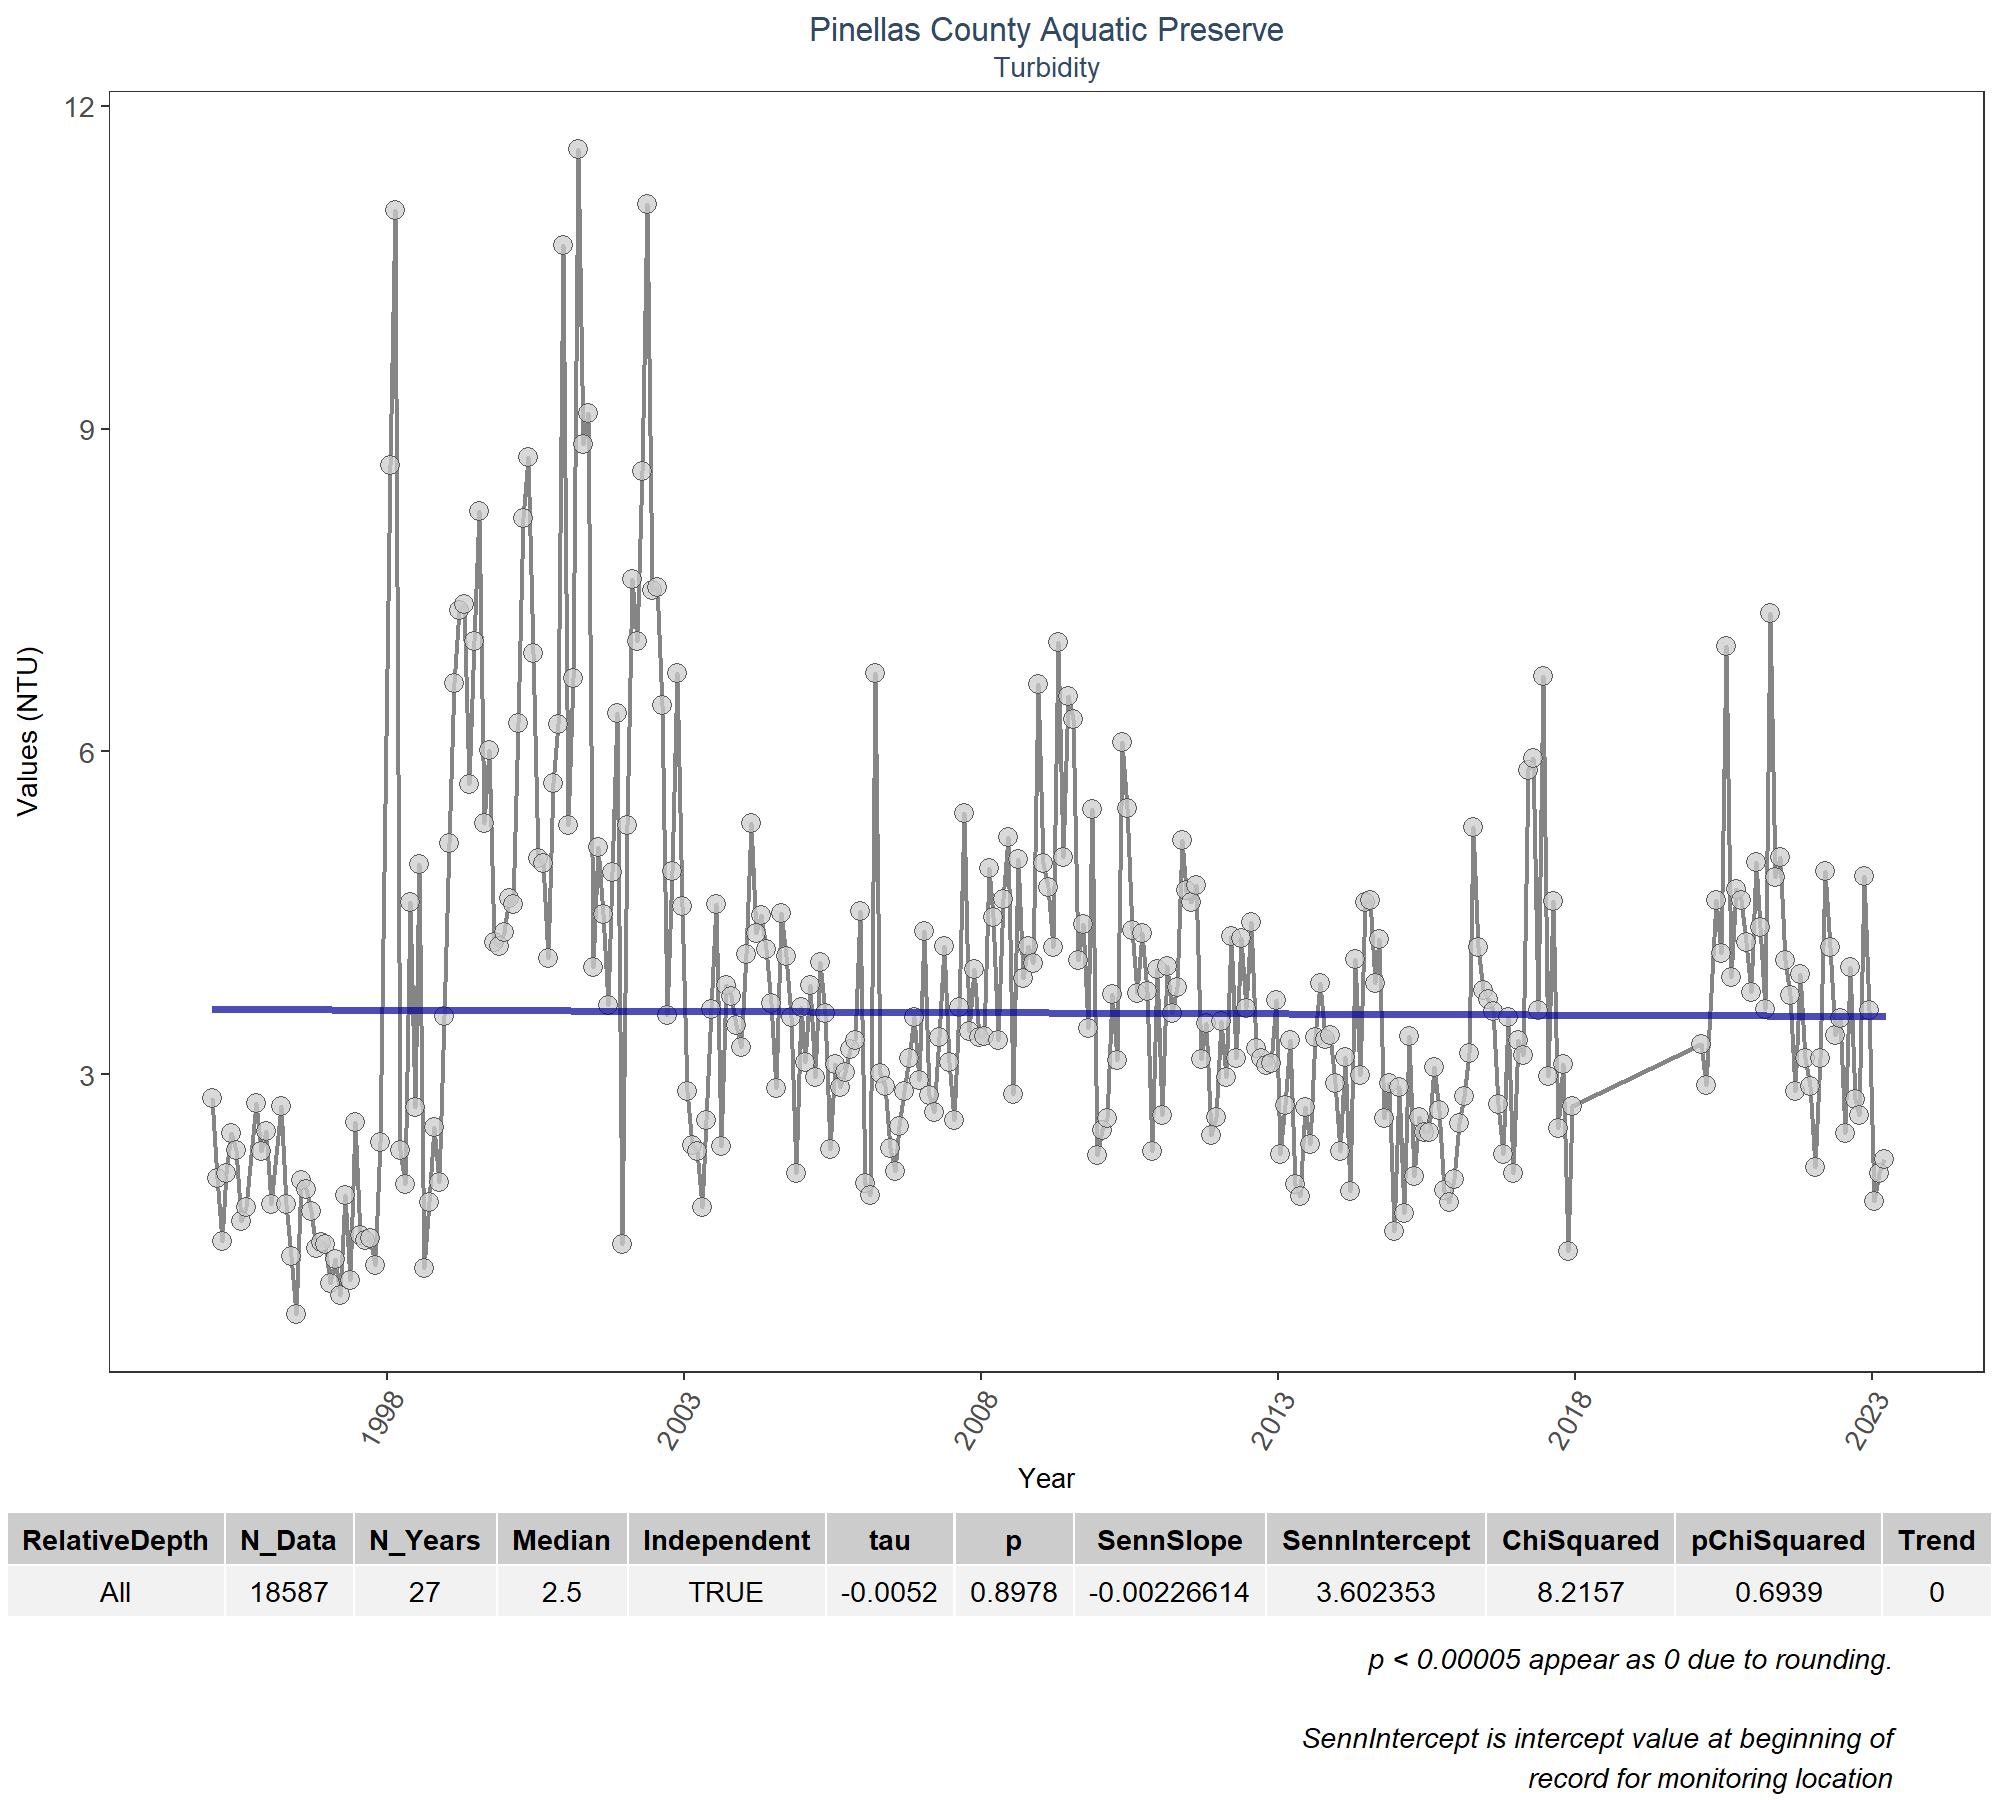 Pinellas County Aquatic Preserve
Turbidity
12
9
6
3
Values (NTU)
1998
2003
2008
2013
2018
2023
Year
RelativeDepth N_Data N_Years Median Independent tau p SennSlope SennIntercept ChiSquared pChiSquared Trend
All 18587 27 2.5 TRUE -0.0052 0.8978 -0.00226614 3.602353 8.2157 0.6939 0
p < 0.00005 appear as 0 due to rounding.
SennIntercept is intercept value at beginning of
record for monitoring location